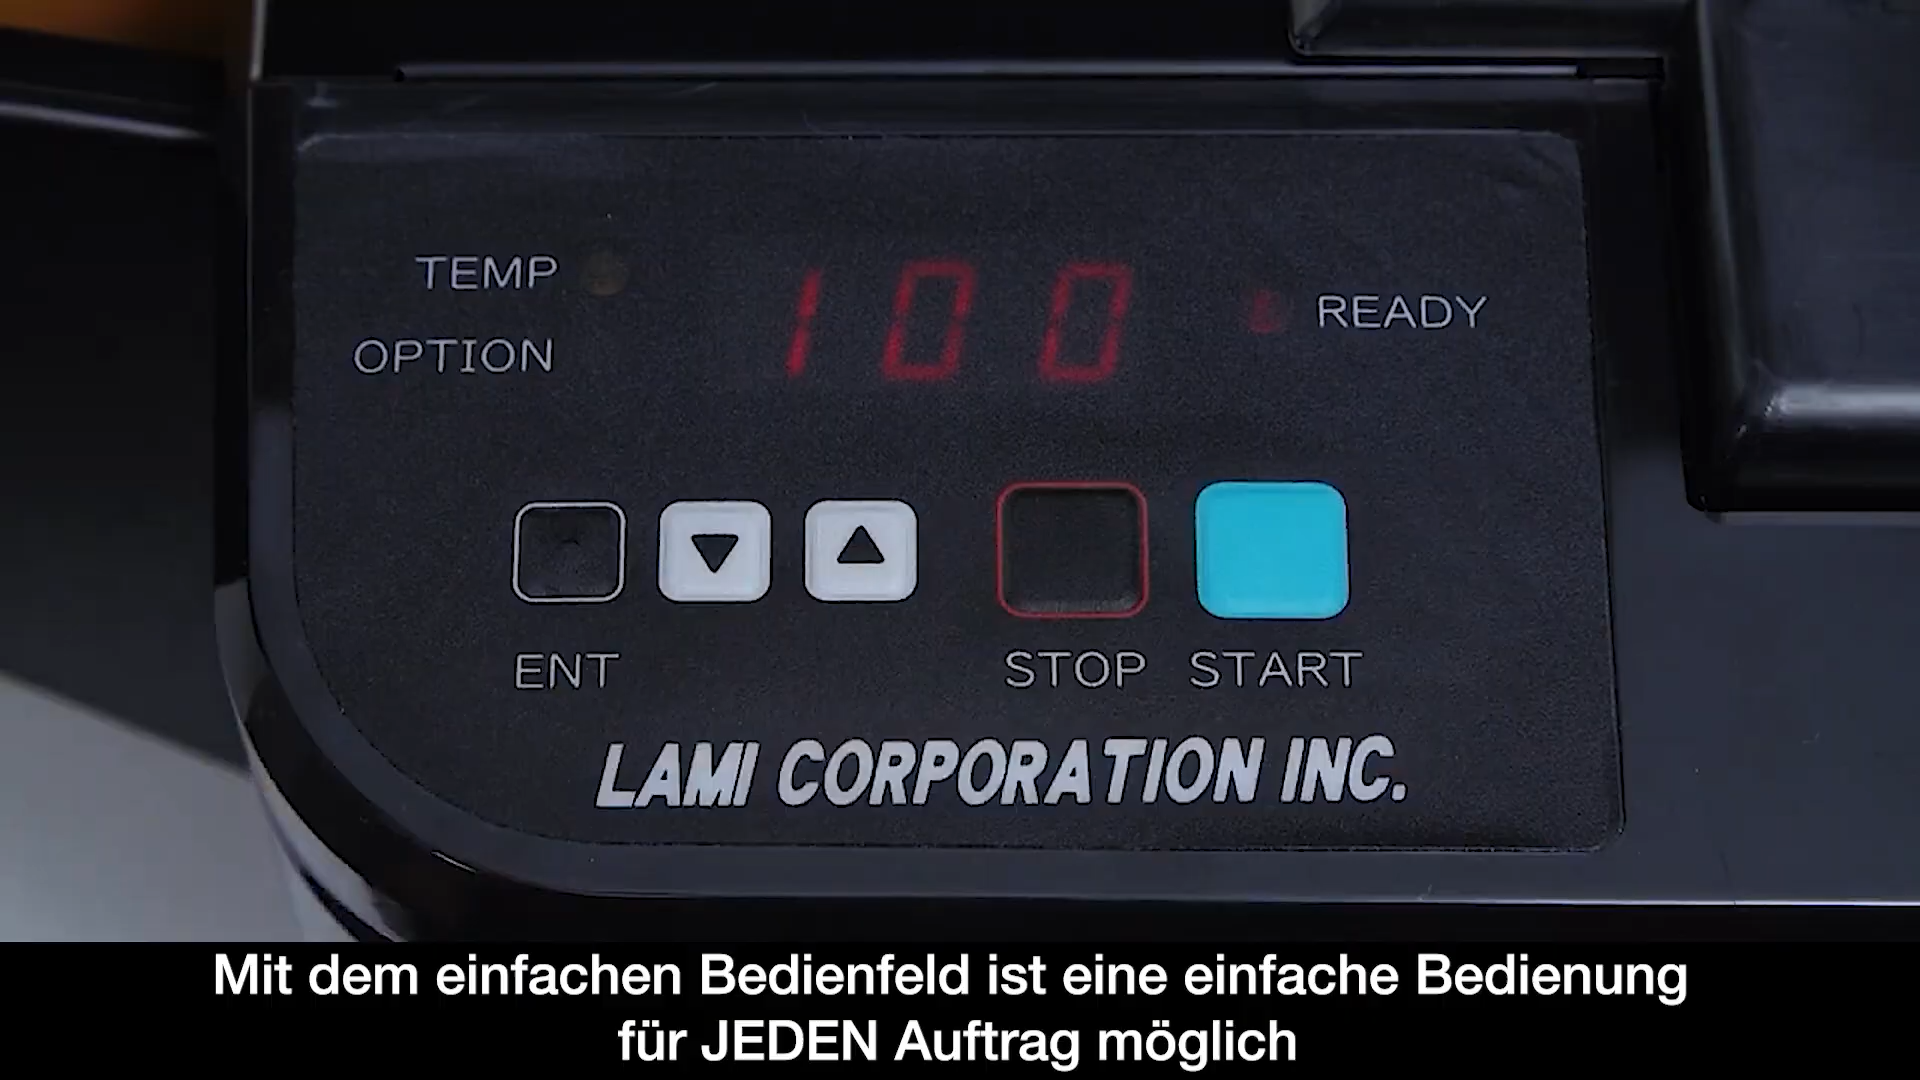 TEMP
100
READY
OPTION
ENT
STOP
START
LAMI CORPORATION INC.
Mit dem einfachen Bedienfeld ist eine einfache Bedienung
für JEDEN Auftrag möglich